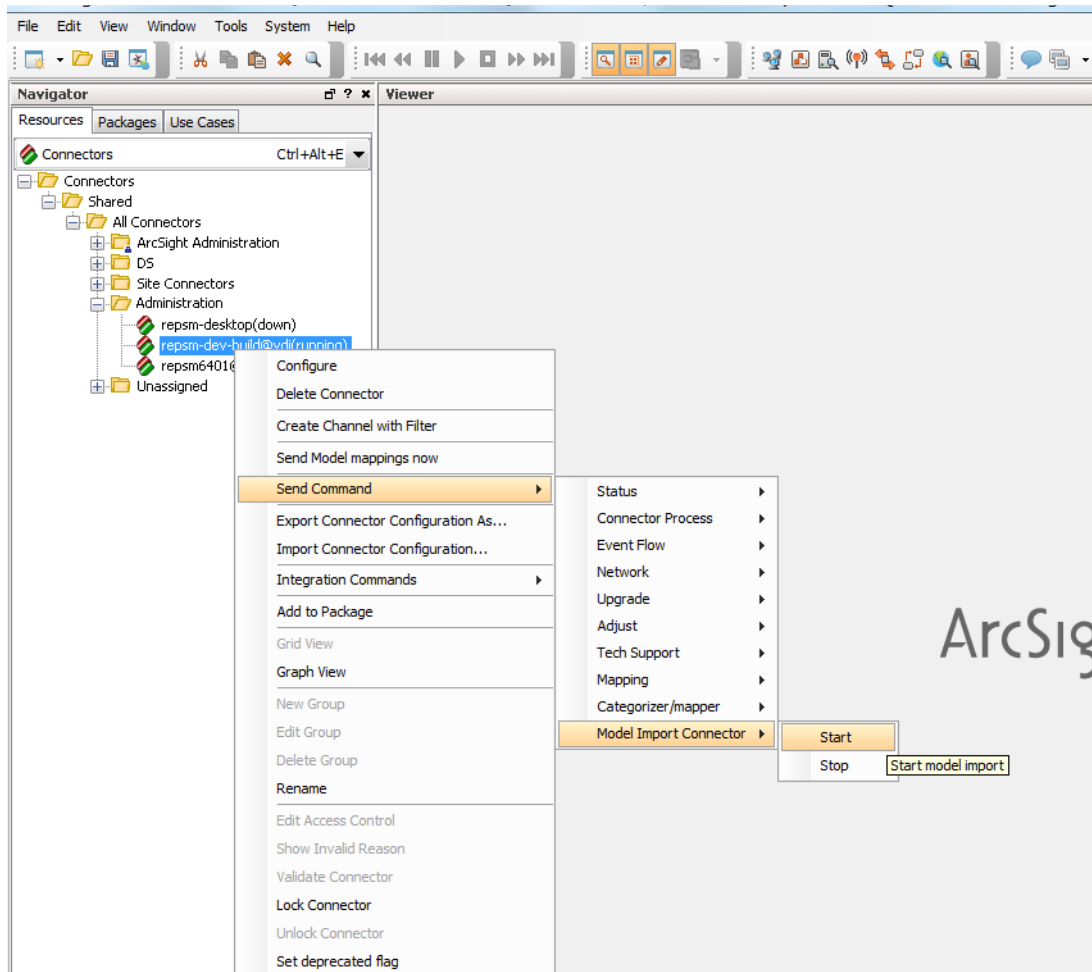 File Edit View Window Tools System Help
Navigator
Viewer
Resources Packages Use Cases
Connectors Ctrl+Alt+E
Connectors
Shared
All Connectors
ArcSight Administration
DS
Site Connectors
Administration
repsm-desktop(down)
repsm-dev-build@vdi(running)
repsm6401@
Unassigned
Configure
Delete Connector
Create Channel with Filter
Send Model mappings now
Send Command
Export Connector Configuration As...
Import Connector Configuration...
Integration Commands
Add to Package
Grid View
Graph View
New Group
Edit Group
Delete Group
Rename
Edit Access Control
Show Invalid Reason
Validate Connector
Lock Connector
Unlock Connector
Set deprecated flag
Status
Connector Process
Event Flow
Network
Upgrade
Adjust
Tech Support
Mapping
Categorizer/mapper
Model Import Connector
Start
Stop
Start model import
ArcSig